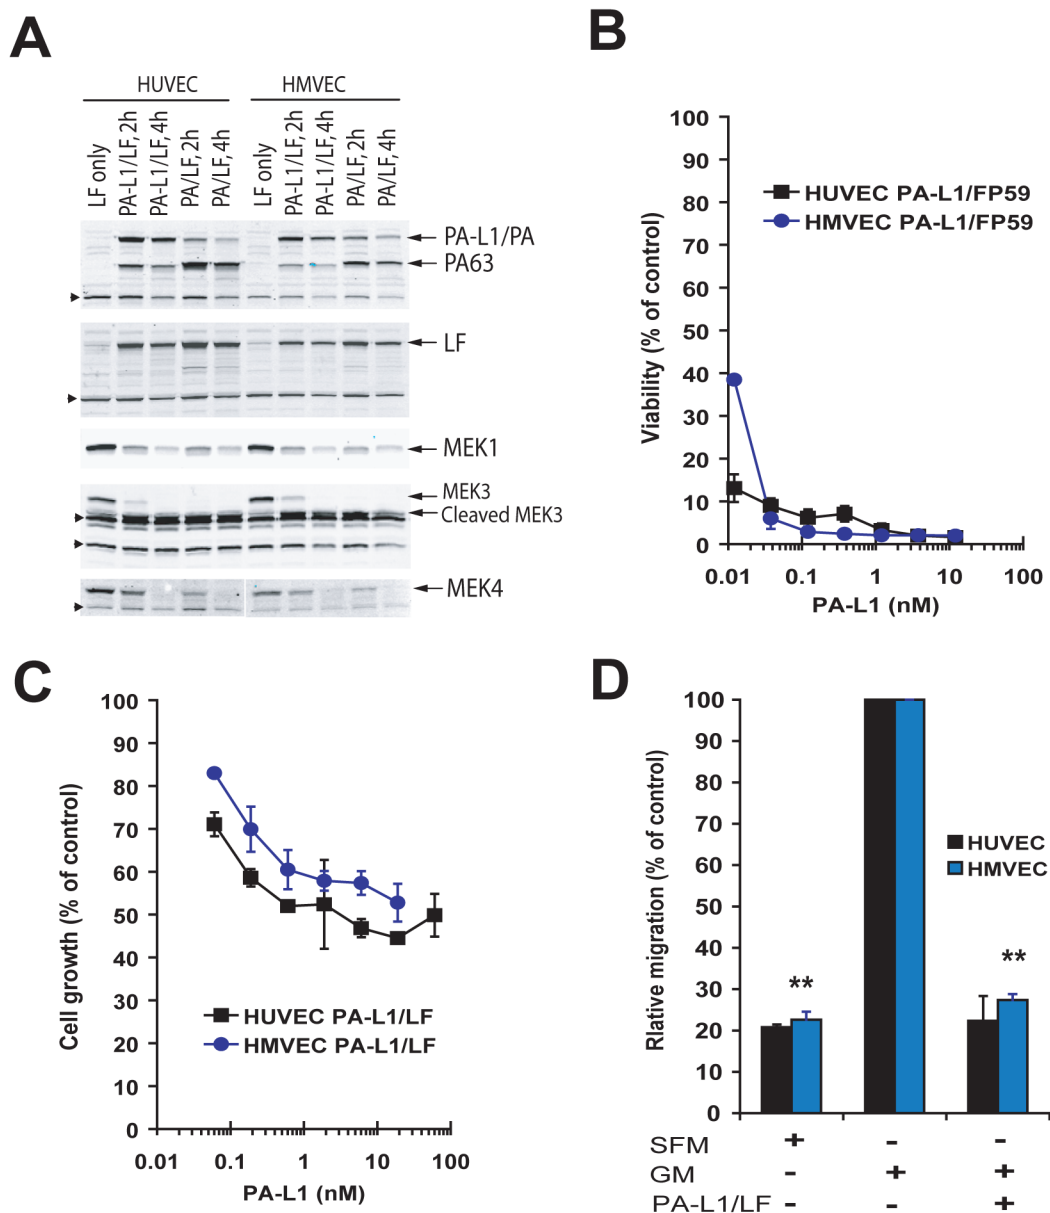 A
HUVEC HMVEC
LF only
PA-L1/LF, 2h
PA-L1/LF, 4h
PA/LF, 2h
PA/LF, 4h
LF only
PA-L1/LF, 2h
PA-L1/LF, 4h
PA/LF, 2h
PA/LF, 4h
PA-L1/PA
PA63
LF
MEK1
MEK3
Cleaved MEK3
MEK4
B
100
90
80
70
60
50
40
30
20
10
0
Viability (% of control)
HUVEC PA-L1/FP59
HMVEC PA-L1/FP59
0.01 0.1 1 10 100
PA-L1 (nM)
C
100
90
80
70
60
50
40
30
20
10
0
Cell growth (% of control)
HUVEC PA-L1/LF
HMVEC PA-L1/LF
0.01 0.1 1 10 100
PA-L1 (nM)
D
100
90
80
70
60
50
40
30
20
10
0
Rlative migration (% of control)
HUVEC
HMVEC
**
**
SFM + - -
GM - + +
PA-L1/LF - - +